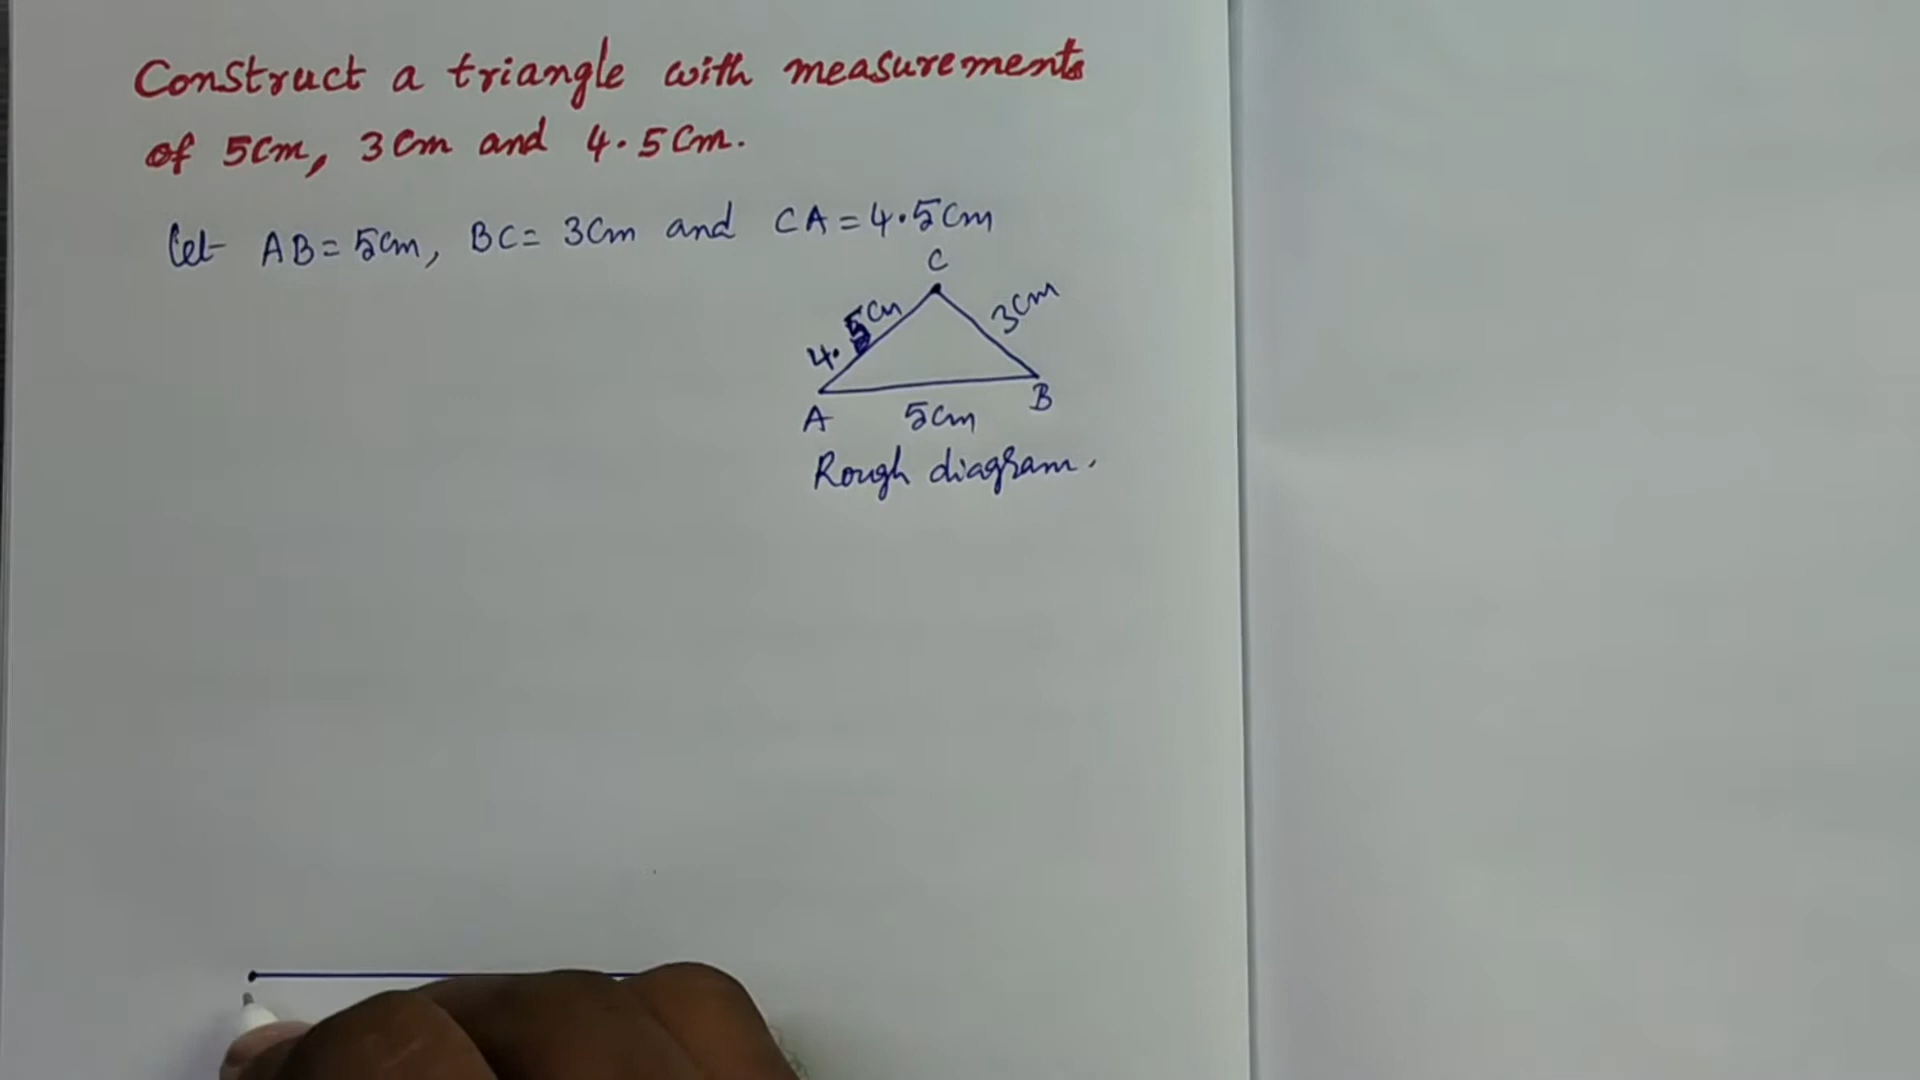 Construct a triangle with measurements
of 5cm, 3cm and 4.5cm.
Let AB = 5cm, BC = 3cm and CA = 4.5cm
C
4.5cm 3cm
A 5cm B
Rough diagram.